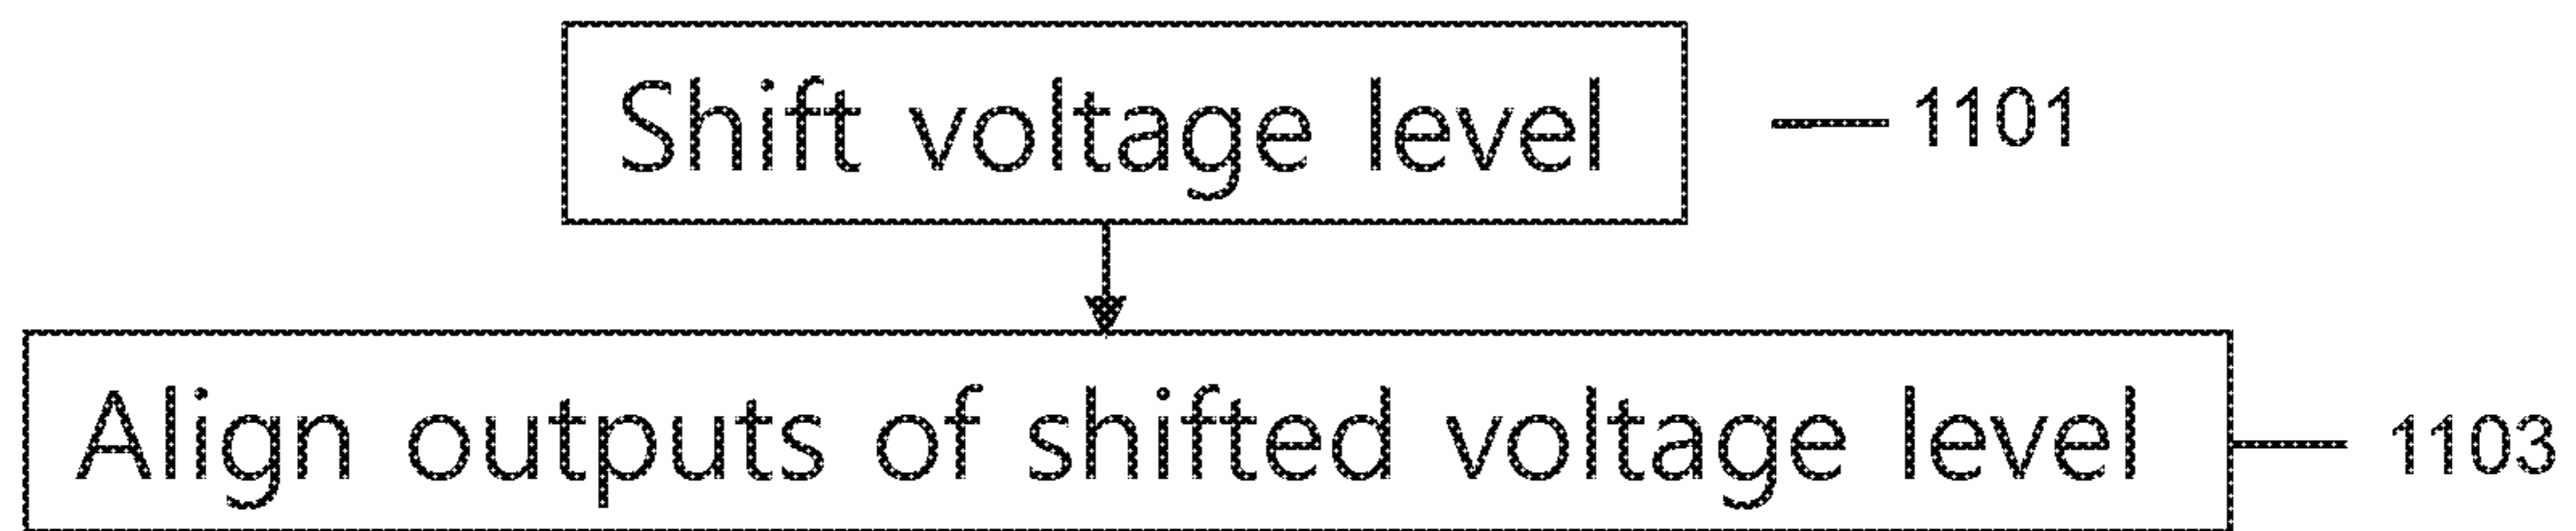 Shift voltage level
1101
Align outputs of shifted voltage level
1103